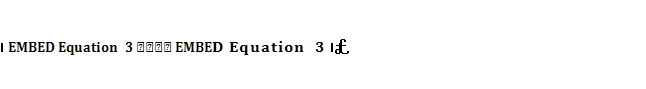 | EMBED Equation 3 ⍰⍰⍰⍰ EMBED Equation 3 |₤